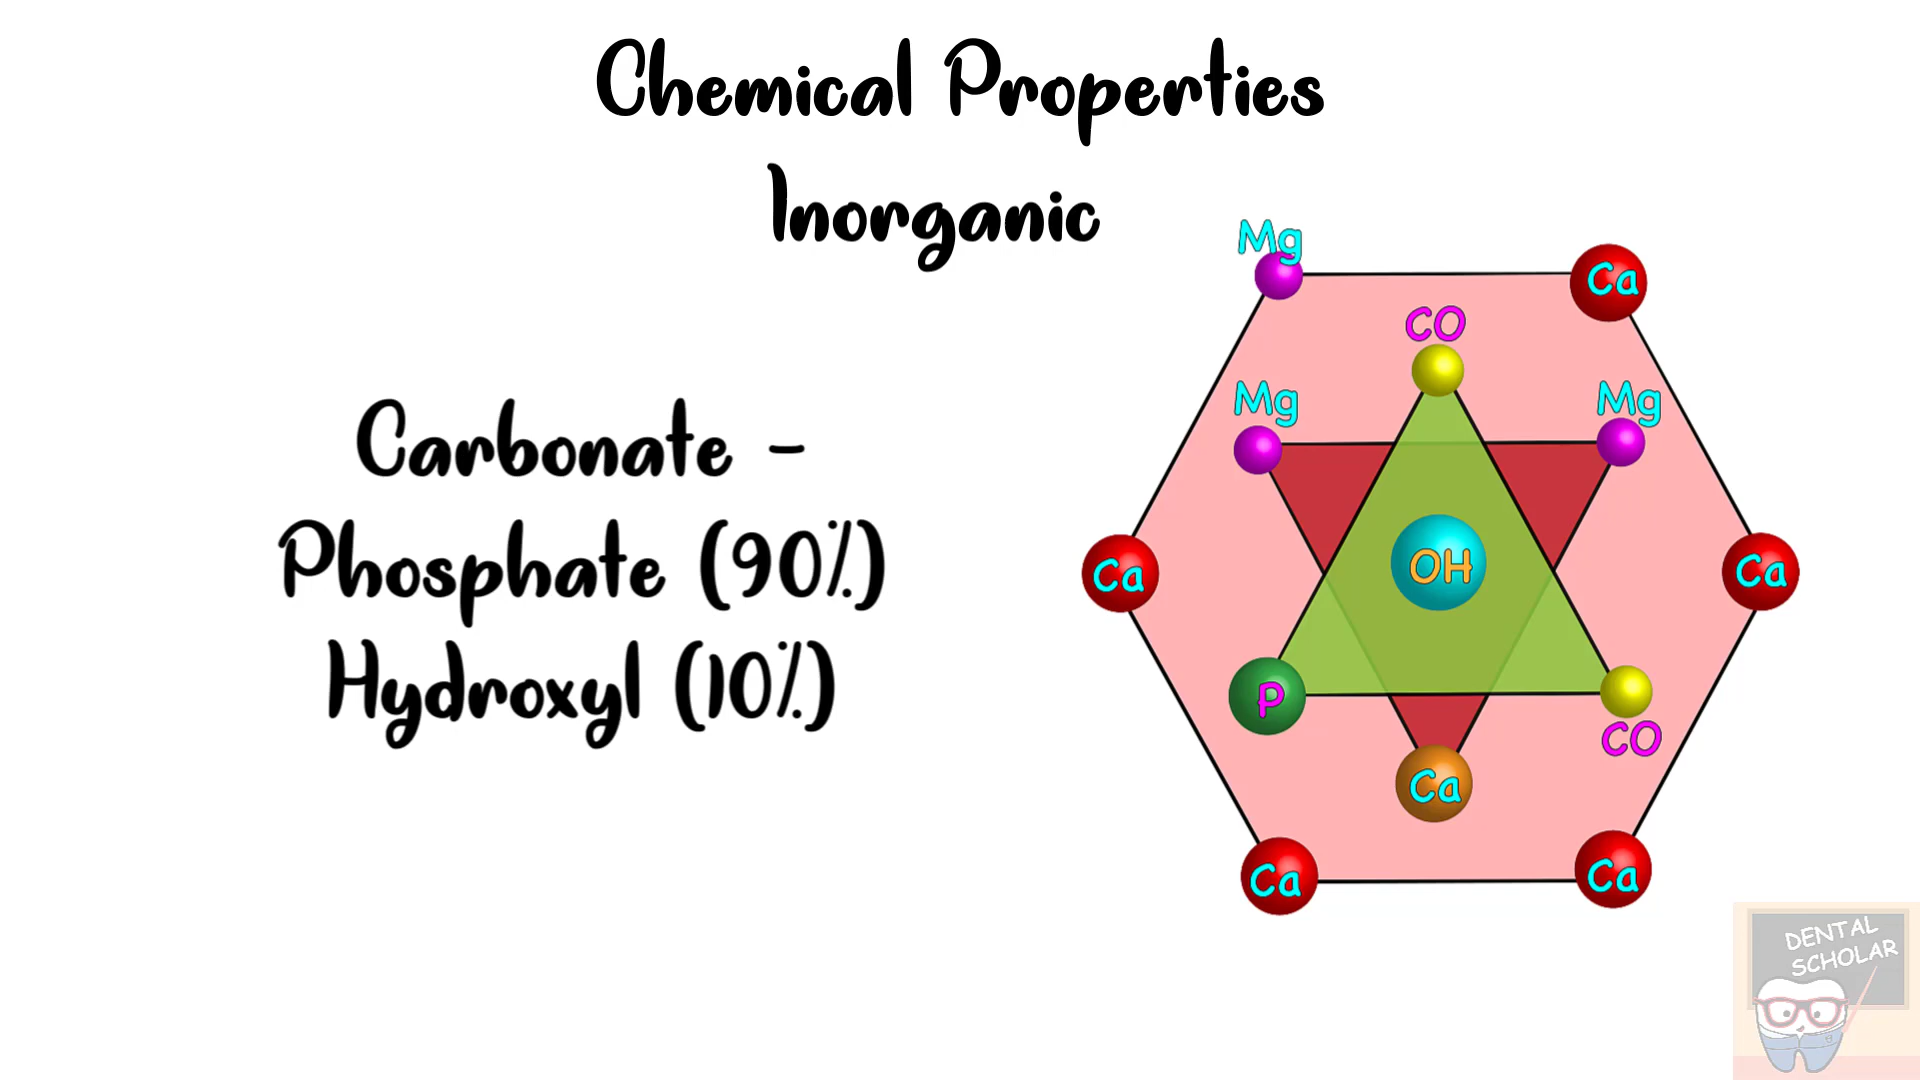 Chemical Properties
Inorganic
Carbonate -
Phosphate (90%)
Hydroxyl (10%)
Mg
Ca
CO
Mg
Mg
Ca
OH
Ca
P
CO
Ca
Ca
Ca
DENTAL
SCHOLAR